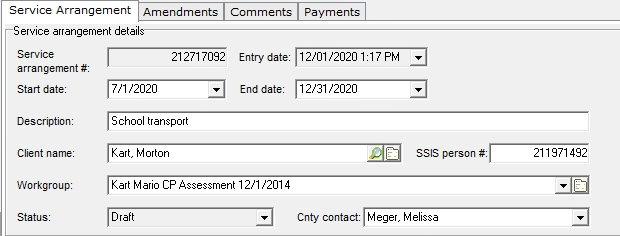 Service Arrangement Amendments Comments Payments
Service arrangement details
Service arrangement #: 212717092 Entry date: 12/01/2020 1:17 PM
Start date: 7/1/2020 End date: 12/31/2020
Description: School transport
Client name: Kart, Morton SSIS person #: 211971492
Workgroup: Kart Mario CP Assessment 12/1/2014
Status: Draft Cnty contact: Meger, Melissa